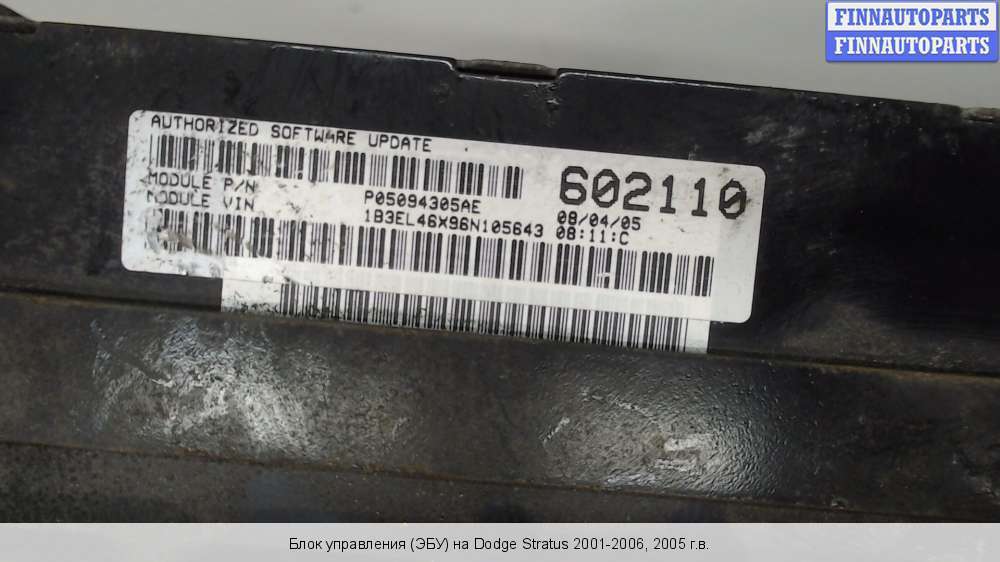 FINNAUTOPARTS
FINNAUTOPARTS
AUTHORIZED SOFTWARE UPDATE
MODULE P/N P05094305AE
MODULE VIN 1B3EL46X96N105643
602110
08/04/05
08:11:C
Блок управления (ЭБУ) на Dodge Stratus 2001-2006, 2005 г.в.